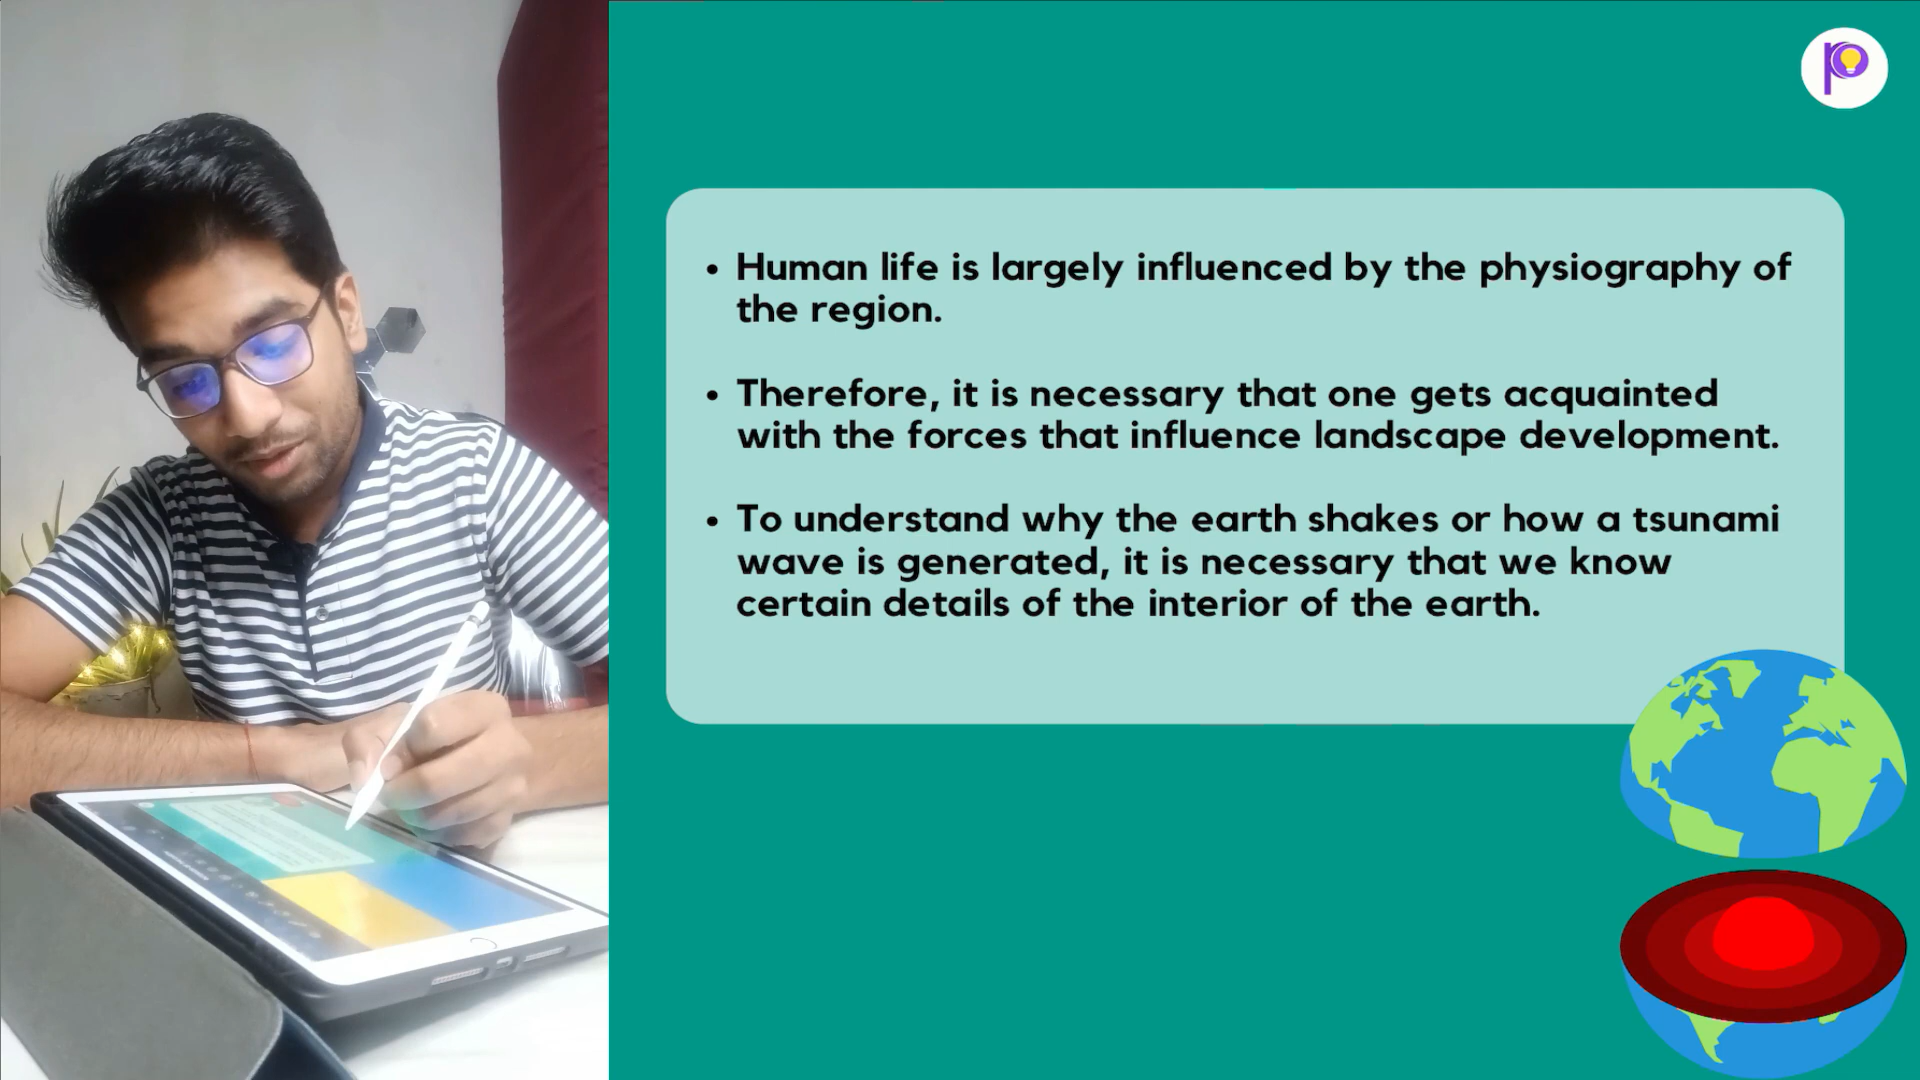 • Human life is largely influenced by the physiography of
the region.
• Therefore, it is necessary that one gets acquainted
with the forces that influence landscape development.
• To understand why the earth shakes or how a tsunami
wave is generated, it is necessary that we know
certain details of the interior of the earth.